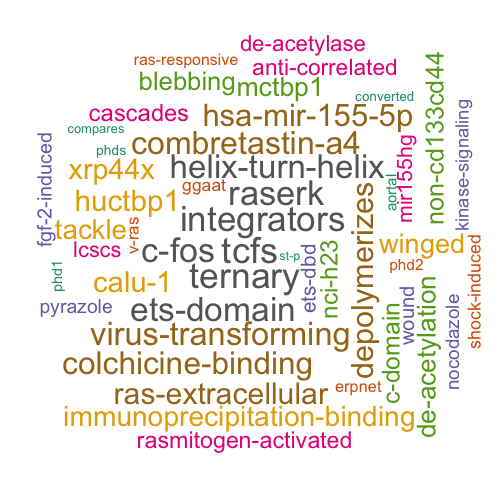 de-acetylase
ras-responsive
anti-correlated
blebbing
mctbp1
converted
cascades
hsa-mir-155-5p
compares
combretastin-a4
phds
helix-turn-helix
xrp44x
ggaat
raserk
huctbp1
integrators
tackle
v-ras
lcscs
c-fos
tcfs
st-p
winged
phd2
phd1
calu-1
ternary
pyrazole
ets-domain
virus-transforming
colchicine-binding
ras-extracellular
erpnet
immunoprecipitation-binding
rasmitogen-activated
fgf-2-induced
ets-dbd
nci-h23
depolymerizes
aortal
mir155hg
non-cd133cd44
kinase-signaling
c-domain
wound
de-acetylation
nocodazole
shock-induced